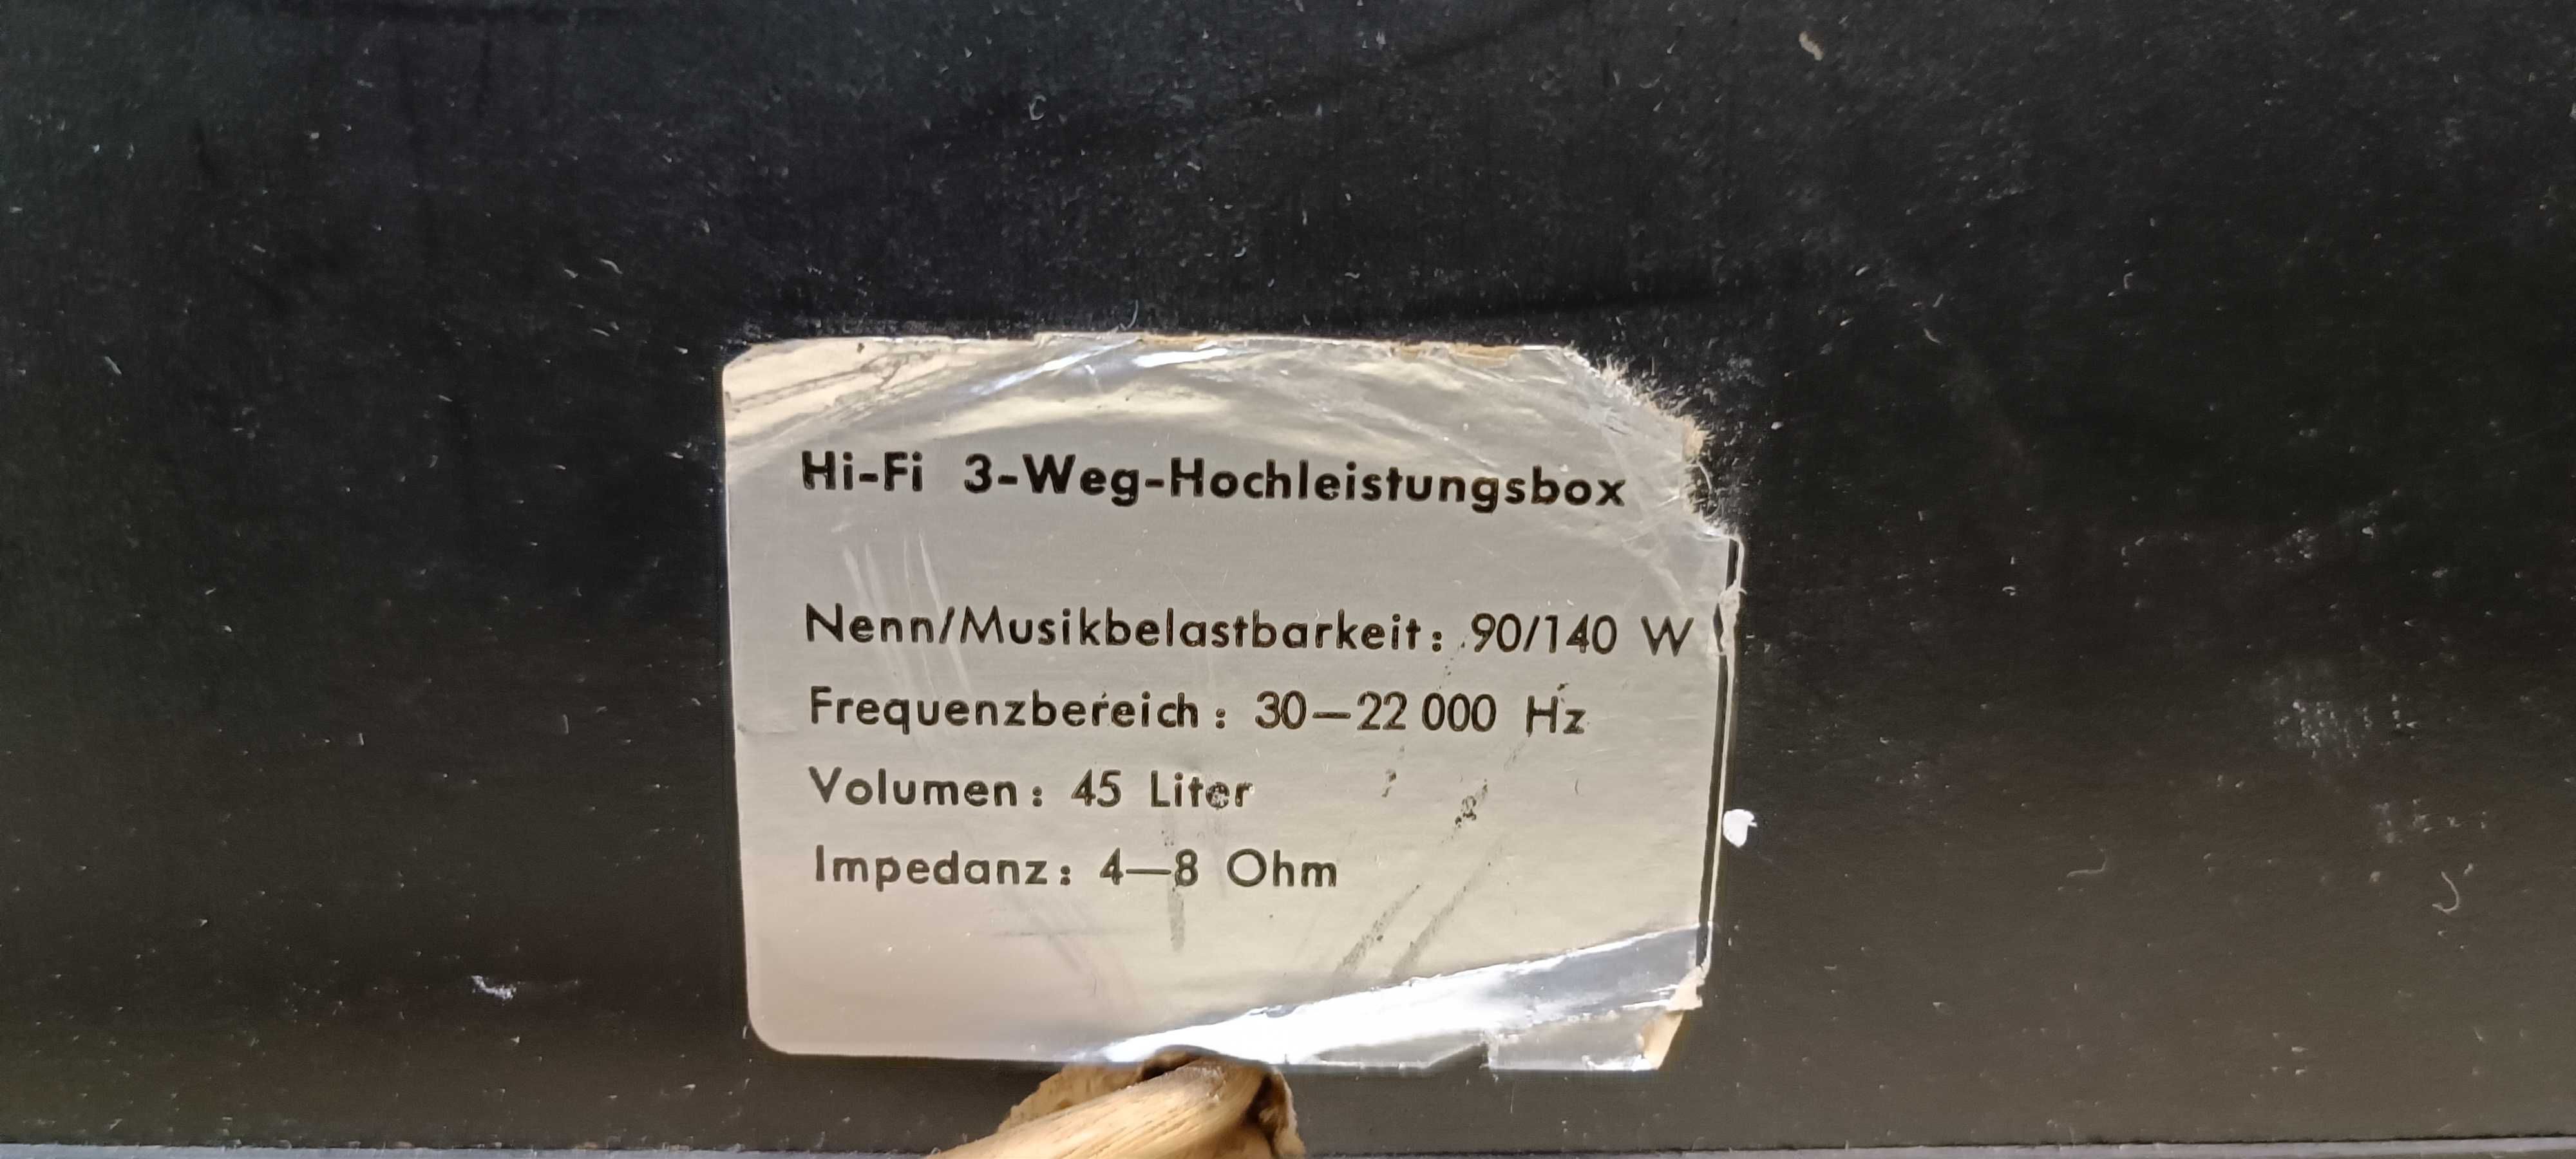 Hi-Fi 3-Weg-Hochleistungsbox
Nenn/Musikbelastbarkeit: 90/140 W
Frequenzbereich: 30—22 000 Hz
Volumen: 45 Liter
Impedanz: 4—8 Ohm